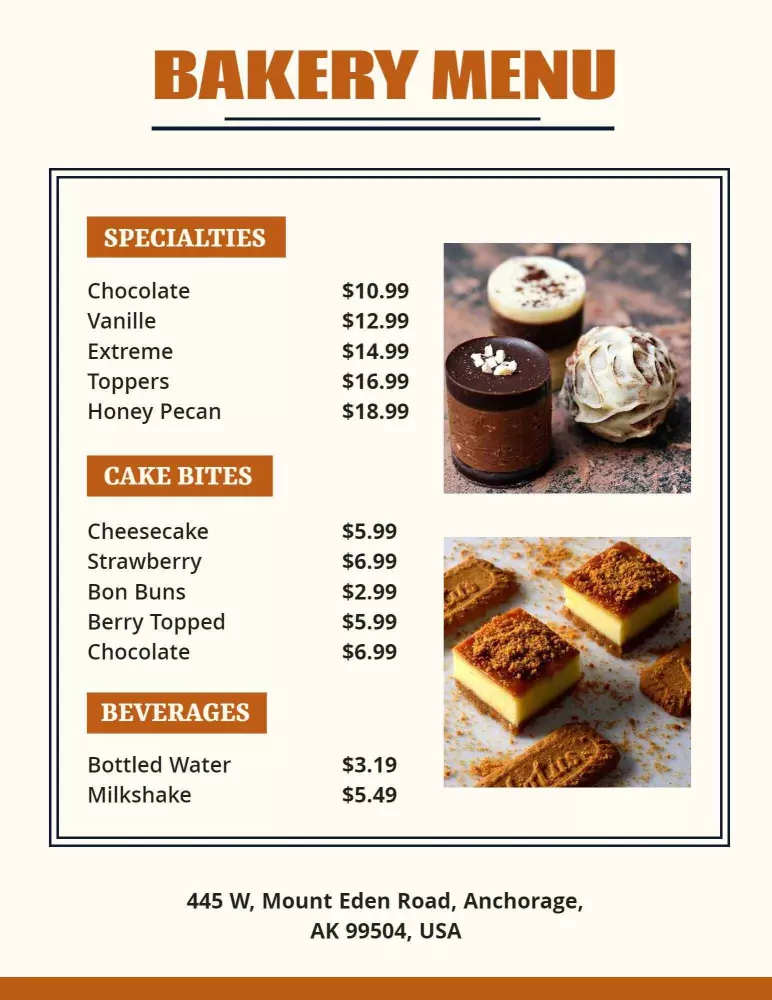 BAKERY MENU
SPECIALTIES
Chocolate $10.99
Vanille $12.99
Extreme $14.99
Toppers $16.99
Honey Pecan $18.99
CAKE BITES
Cheesecake $5.99
Strawberry $6.99
Bon Buns $2.99
Berry Topped $5.99
Chocolate $6.99
BEVERAGES
Bottled Water $3.19
Milkshake $5.49
445 W, Mount Eden Road, Anchorage,
AK 99504, USA